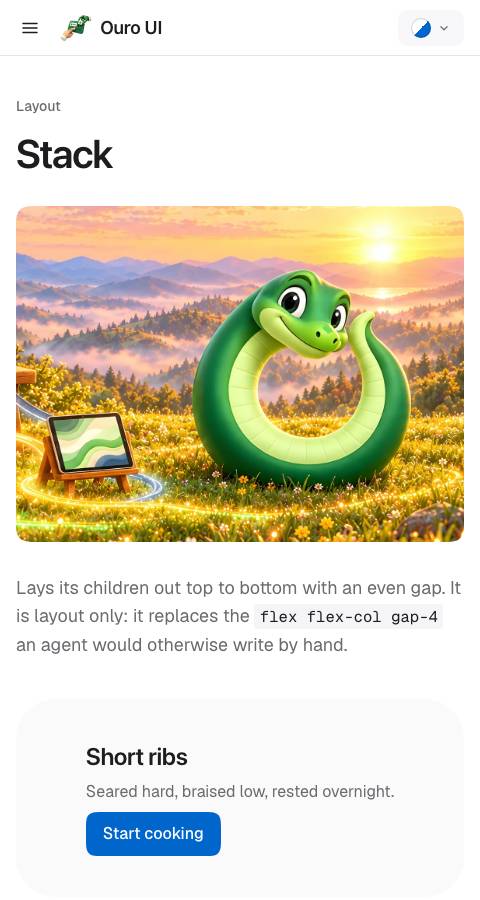 Ouro UI
Layout
Stack
Lays its children out top to bottom with an even gap. It
is layout only: it replaces the flex flex-col gap-4
an agent would otherwise write by hand.
Short ribs
Seared hard, braised low, rested overnight.
Start cooking